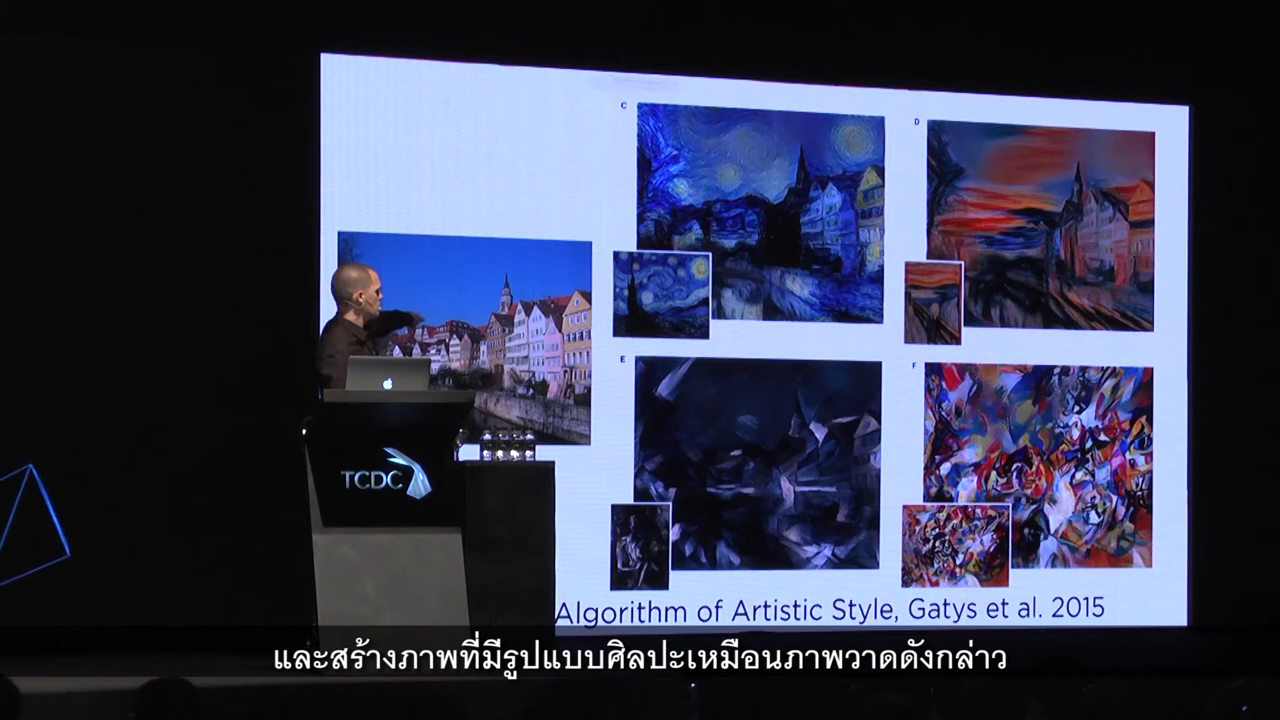 C
D
E
F
TCDC
Algorithm of Artistic Style, Gatys et al. 2015
และสร้างภาพที่มีรูปแบบศิลปะเหมือนภาพวาดดังกล่าว